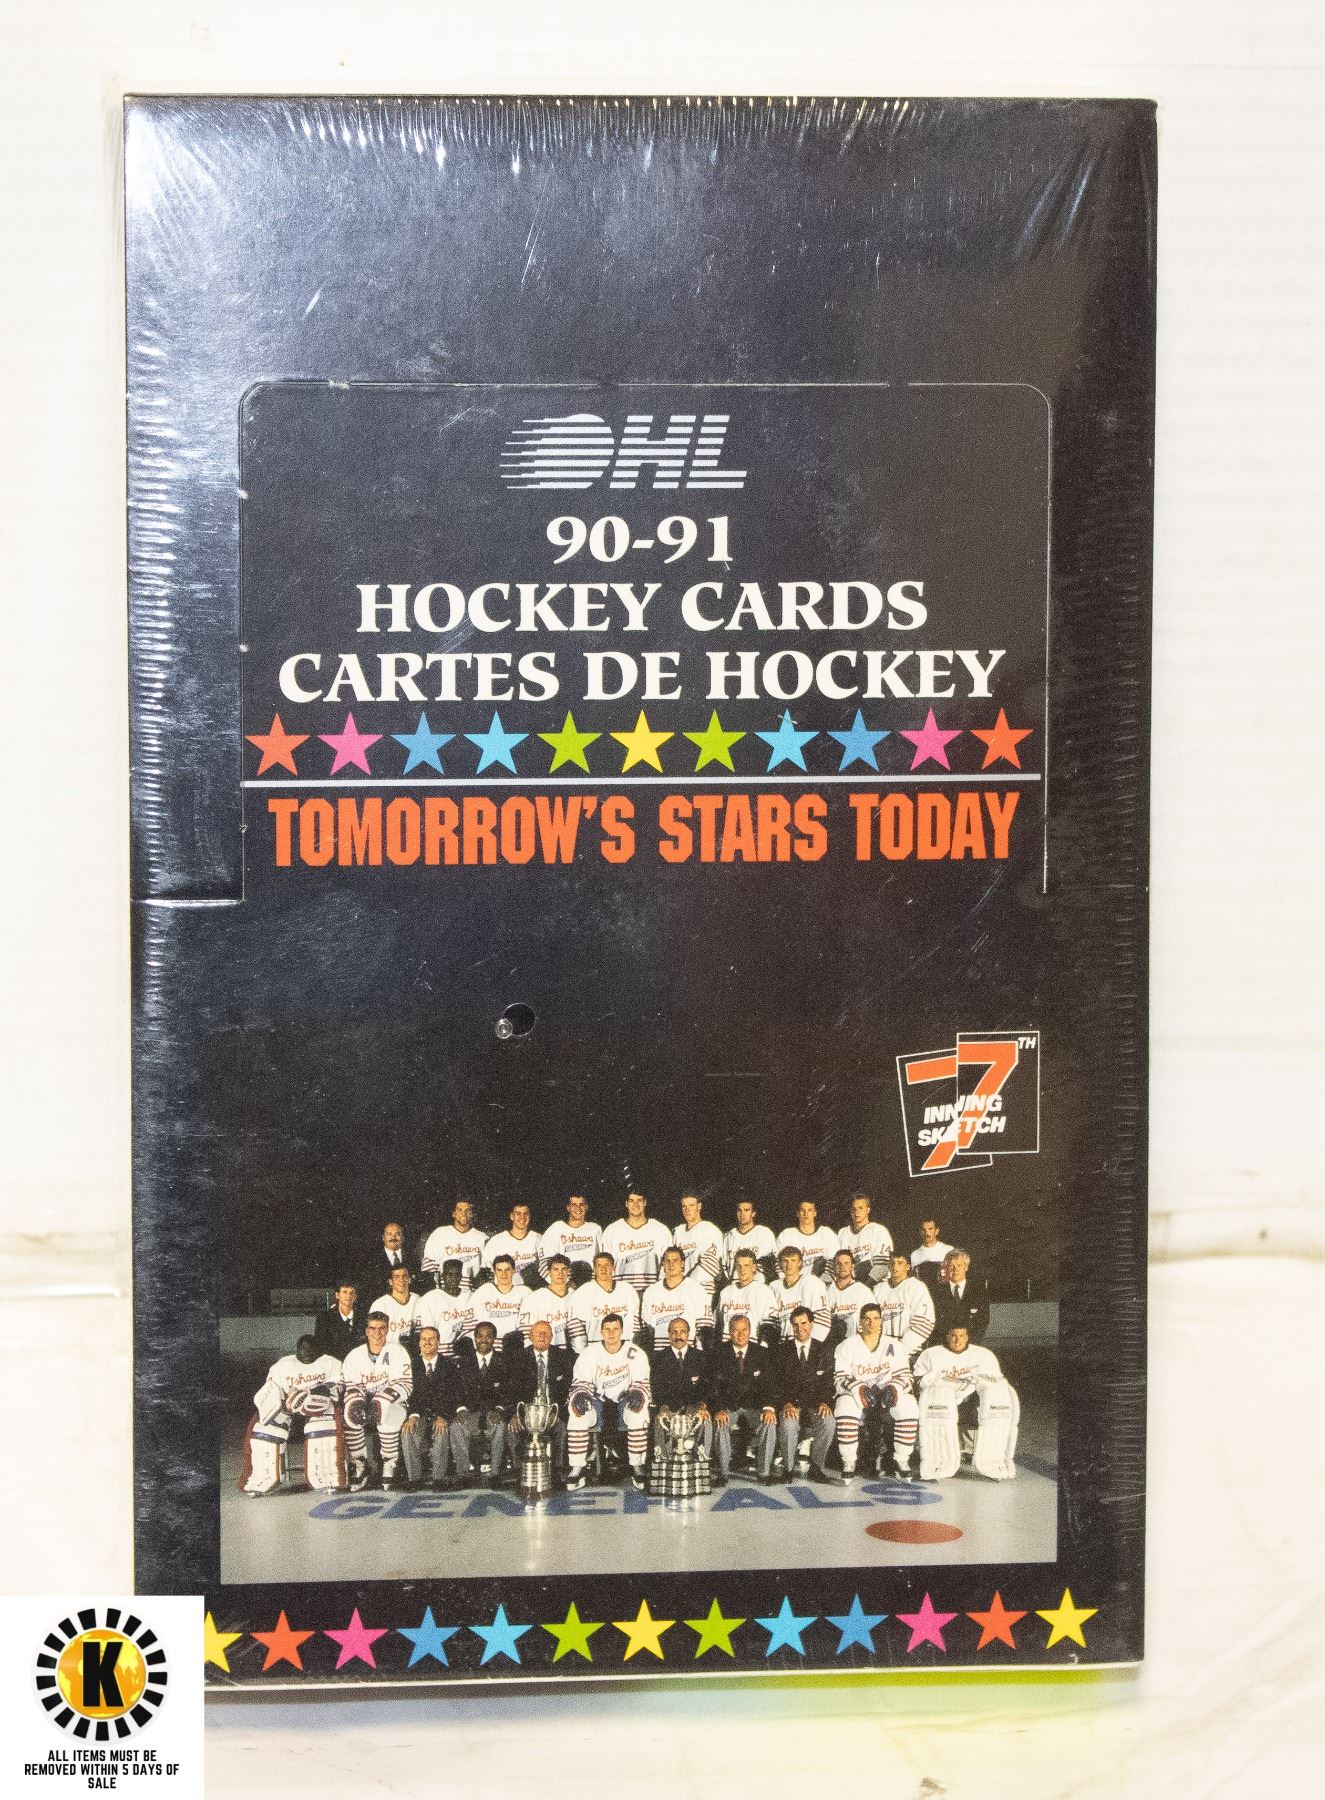 OHL
90-91
HOCKEY CARDS
CARTES DE HOCKEY
TOMORROW'S STARS TODAY
7TH
INNING
SKETCH
Oshawa
GENERALS
K
ALL ITEMS MUST BE
REMOVED WITHIN 5 DAYS OF
SALE